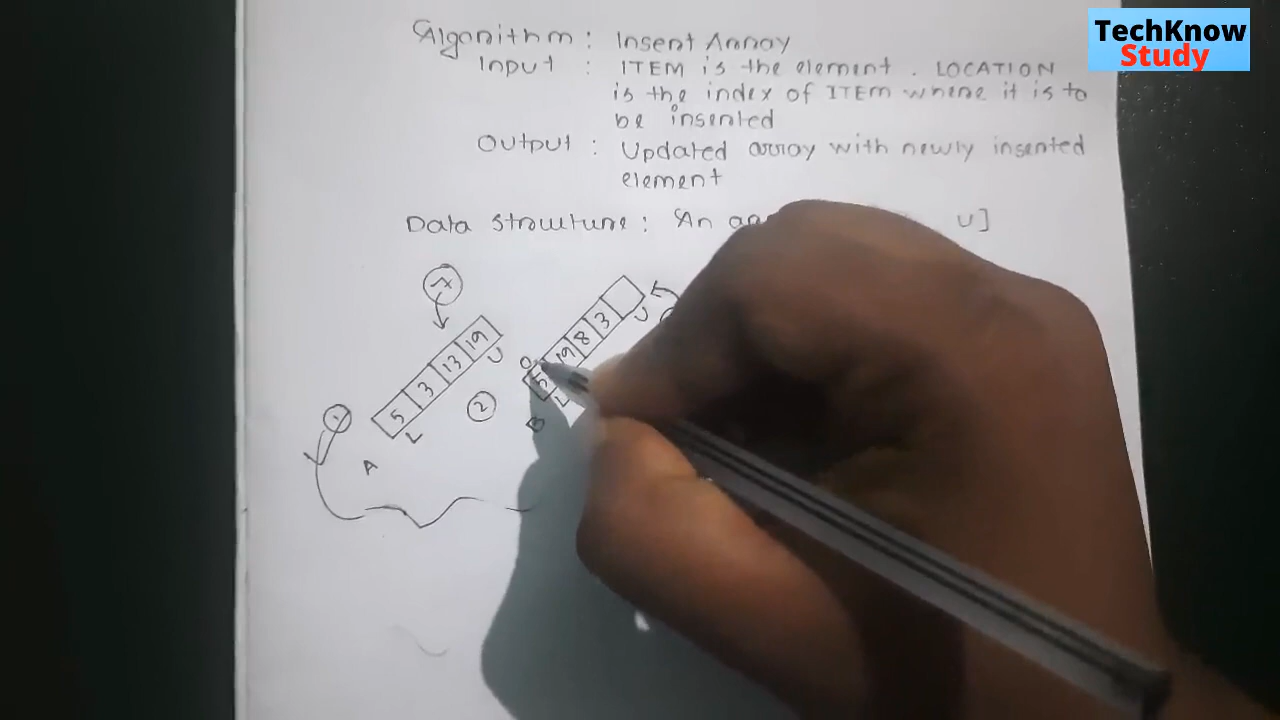 TechKnow
Study
Algorithm: Insert Array
Input : ITEM is the element. LOCATION
is the index of ITEM where it is to
be inserted
Output : Updated array with newly inserted
element
Data structure: An U]
7
5 3 13 19
L U
1
A
2
0
5 19 8 3
L U
B